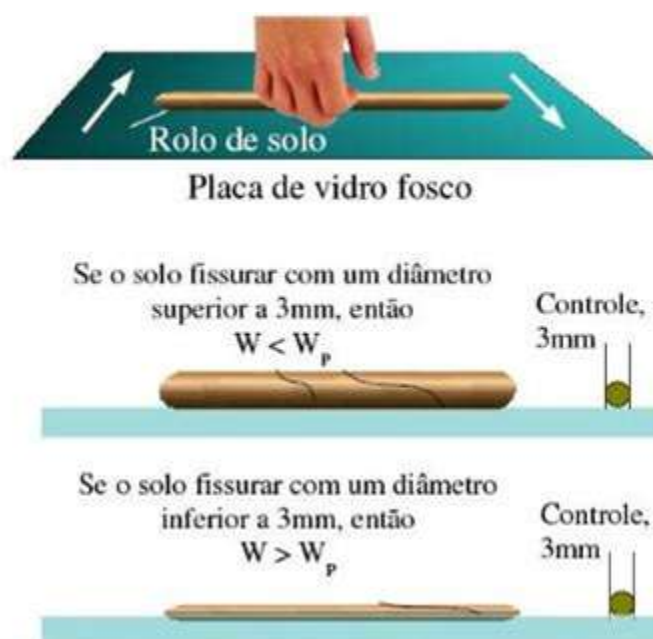 Rolo de solo
Placa de vidro fosco
Se o solo fissurar com um diâmetro
superior a 3mm, então
W < Wp
Controle,
3mm
Se o solo fissurar com um diâmetro
inferior a 3mm, então
W > Wp
Controle,
3mm